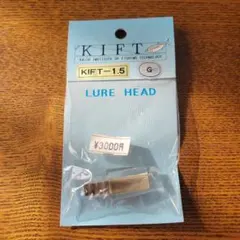 KIFT
KIFT-1.5
G
LURE HEAD
¥3,000円